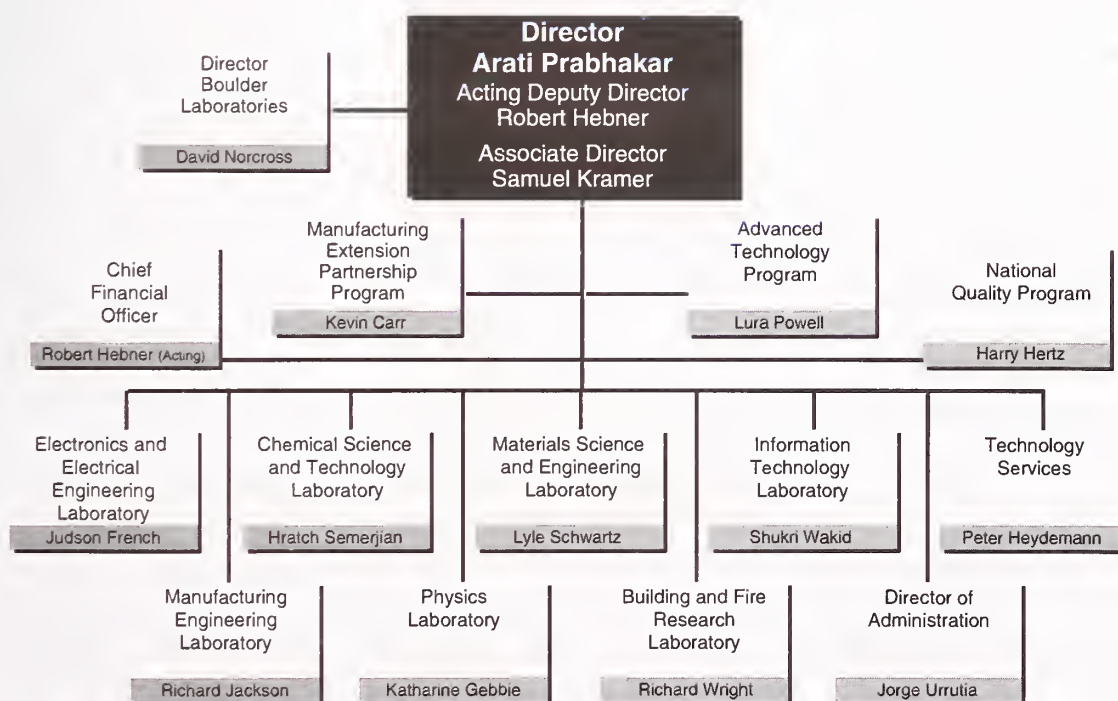 Director
Arati Prabhakar
Acting Deputy Director
Robert Hebner
Associate Director
Samuel Kramer
Director
Boulder
Laboratories
David Norcross
Manufacturing
Extension
Partnership
Program
Kevin Carr
Advanced
Technology
Program
Lura Powell
Chief
Financial
Officer
Robert Hebner (Acting)
National
Quality Program
Harry Hertz
Electronics and
Electrical
Engineering
Laboratory
Judson French
Chemical Science
and Technology
Laboratory
Hratch Semerjian
Materials Science
and Engineering
Laboratory
Lyle Schwartz
Information
Technology
Laboratory
Shukri Wakid
Technology
Services
Peter Heydemann
Manufacturing
Engineering
Laboratory
Richard Jackson
Physics
Laboratory
Katharine Gebbie
Building and Fire
Research
Laboratory
Richard Wright
Director of
Administration
Jorge Urrutia